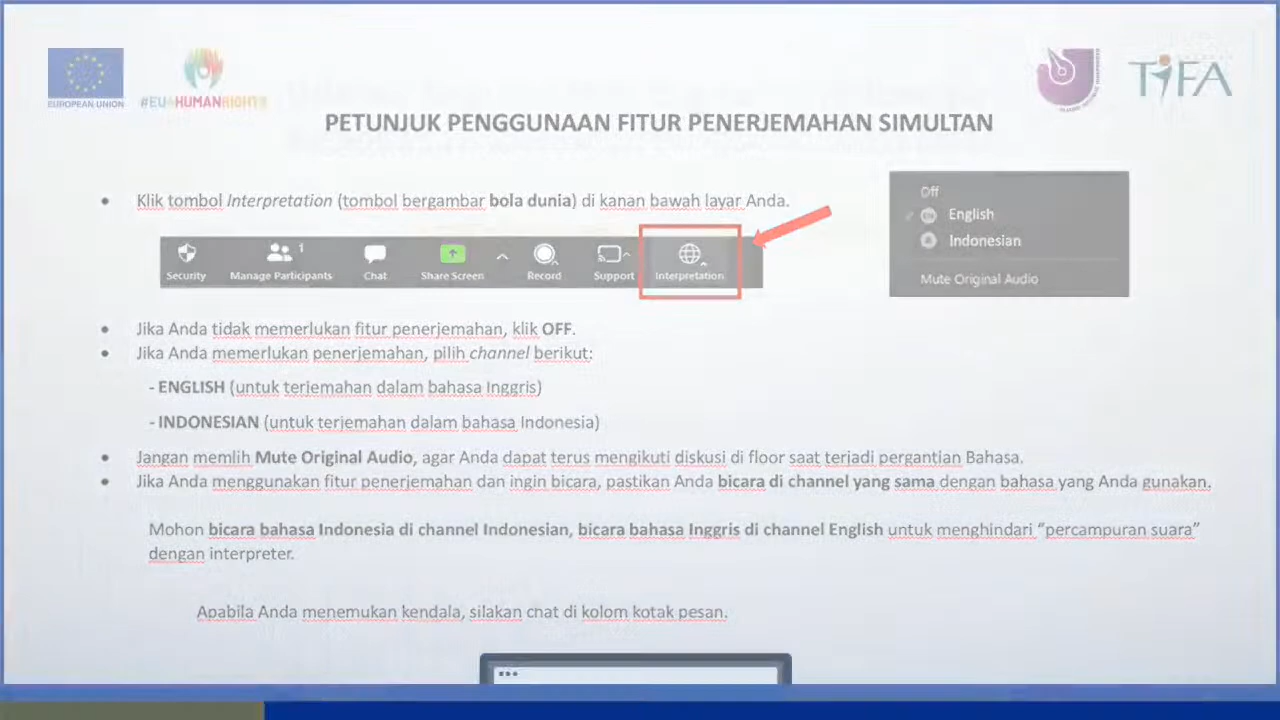 EUROPEAN UNION
#EU4HUMANRIGHTS
TiFA
PETUNJUK PENGGUNAAN FITUR PENERJEMAHAN SIMULTAN
• Klik tombol Interpretation (tombol bergambar bola dunia) di kanan bawah layar Anda.
Off
English
Indonesian
Mute Original Audio
1
Security Manage Participants Chat Share Screen Record Support Interpretation
• Jika Anda tidak memerlukan fitur penerjemahan, klik OFF.
• Jika Anda memerlukan penerjemahan, pilih channel berikut:
- ENGLISH (untuk terjemahan dalam bahasa Inggris)
- INDONESIAN (untuk terjemahan dalam bahasa Indonesia)
• Jangan memlih Mute Original Audio, agar Anda dapat terus mengikuti diskusi di floor saat terjadi pergantian Bahasa.
• Jika Anda menggunakan fitur penerjemahan dan ingin bicara, pastikan Anda bicara di channel yang sama dengan bahasa yang Anda gunakan.
Mohon bicara bahasa Indonesia di channel Indonesian, bicara bahasa Inggris di channel English untuk menghindari “percampuran suara”
dengan interpreter.
Apabila Anda menemukan kendala, silakan chat di kolom kotak pesan.